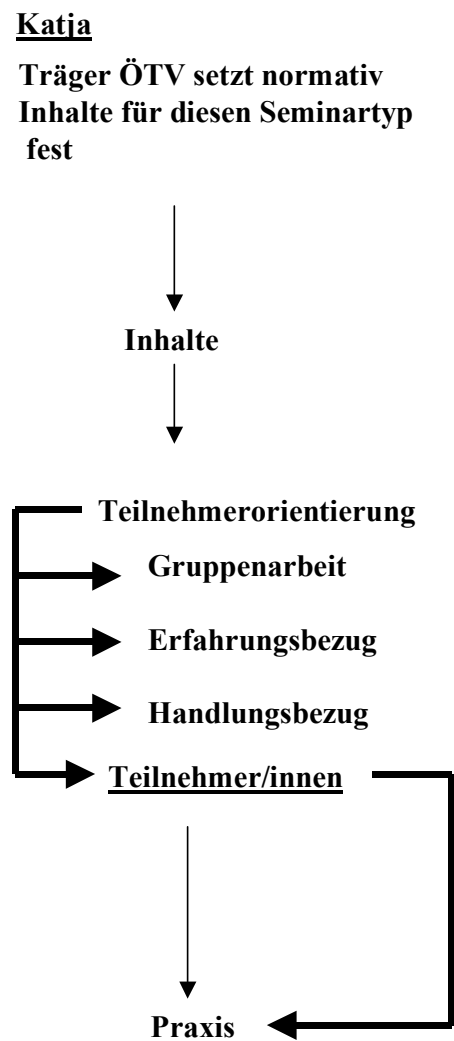 Katja
Träger ÖTV setzt normativ
Inhalte für diesen Seminartyp
fest
Inhalte
Teilnehmerorientierung
Gruppenarbeit
Erfahrungsbezug
Handlungsbezug
Teilnehmer/innen
Praxis